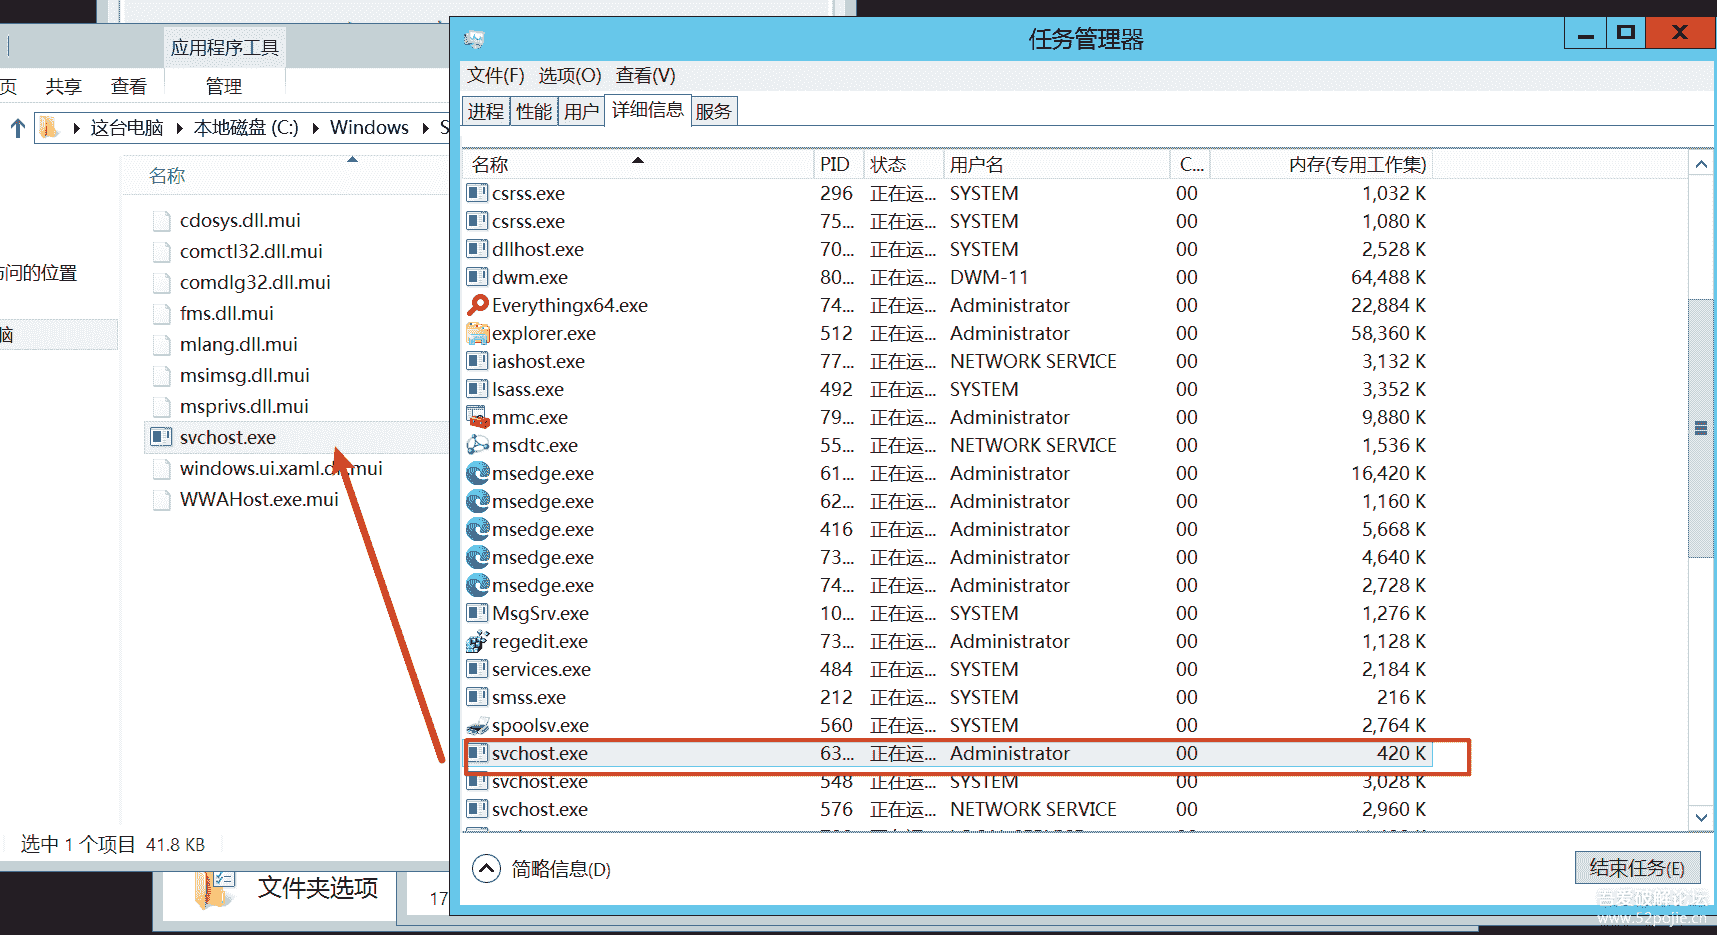 应用程序工具
页 共享 查看 管理
这台电脑 本地磁盘 (C:) Windows S
名称
访问的位置
脑
cdosys.dll.mui
comctl32.dll.mui
comdlg32.dll.mui
fms.dll.mui
mlang.dll.mui
msimsg.dll.mui
msprivs.dll.mui
svchost.exe
windows.ui.xaml.dll.mui
WWAHost.exe.mui
选中 1 个项目 41.8 KB
文件夹选项
17
任务管理器
文件(F) 选项(O) 查看(V)
进程 性能 用户 详细信息 服务
名称 PID 状态 用户名 C... 内存(专用工作集)
csrss.exe 296 正在运... SYSTEM 00 1,032 K
csrss.exe 75... 正在运... SYSTEM 00 1,080 K
dllhost.exe 70... 正在运... SYSTEM 00 2,528 K
dwm.exe 80... 正在运... DWM-11 00 64,488 K
Everythingx64.exe 74... 正在运... Administrator 00 22,884 K
explorer.exe 512 正在运... Administrator 00 58,360 K
iashost.exe 77... 正在运... NETWORK SERVICE 00 3,132 K
lsass.exe 492 正在运... SYSTEM 00 3,352 K
mmc.exe 79... 正在运... Administrator 00 9,880 K
msdtc.exe 55... 正在运... NETWORK SERVICE 00 1,536 K
msedge.exe 61... 正在运... Administrator 00 16,420 K
msedge.exe 62... 正在运... Administrator 00 1,160 K
msedge.exe 416 正在运... Administrator 00 5,668 K
msedge.exe 73... 正在运... Administrator 00 4,640 K
msedge.exe 74... 正在运... Administrator 00 2,728 K
MsgSrv.exe 10... 正在运... SYSTEM 00 1,276 K
regedit.exe 73... 正在运... Administrator 00 1,128 K
services.exe 484 正在运... SYSTEM 00 2,184 K
smss.exe 212 正在运... SYSTEM 00 216 K
spoolsv.exe 560 正在运... SYSTEM 00 2,764 K
svchost.exe 63... 正在运... Administrator 00 420 K
svchost.exe 548 正在运... SYSTEM 00 3,028 K
svchost.exe 576 正在运... NETWORK SERVICE 00 2,960 K
简略信息(D)
结束任务(E)
吾爱破解论坛
www.52pojie.cn